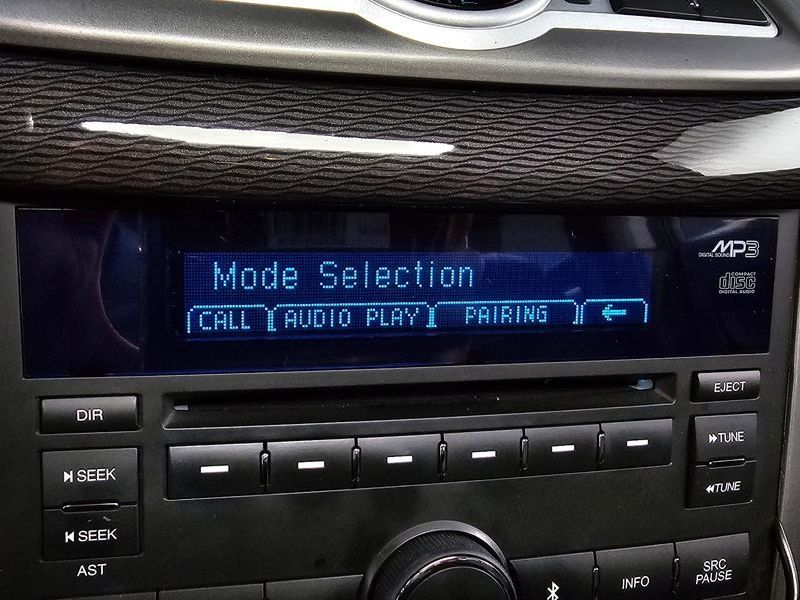 Mode Selection
CALL AUDIO PLAY PAIRING ←
DIGITAL SOUND MP3
COMPACT
disc
DIGITAL AUDIO
EJECT
DIR
TUNE
SEEK
TUNE
SEEK
AST
INFO
SRC
PAUSE